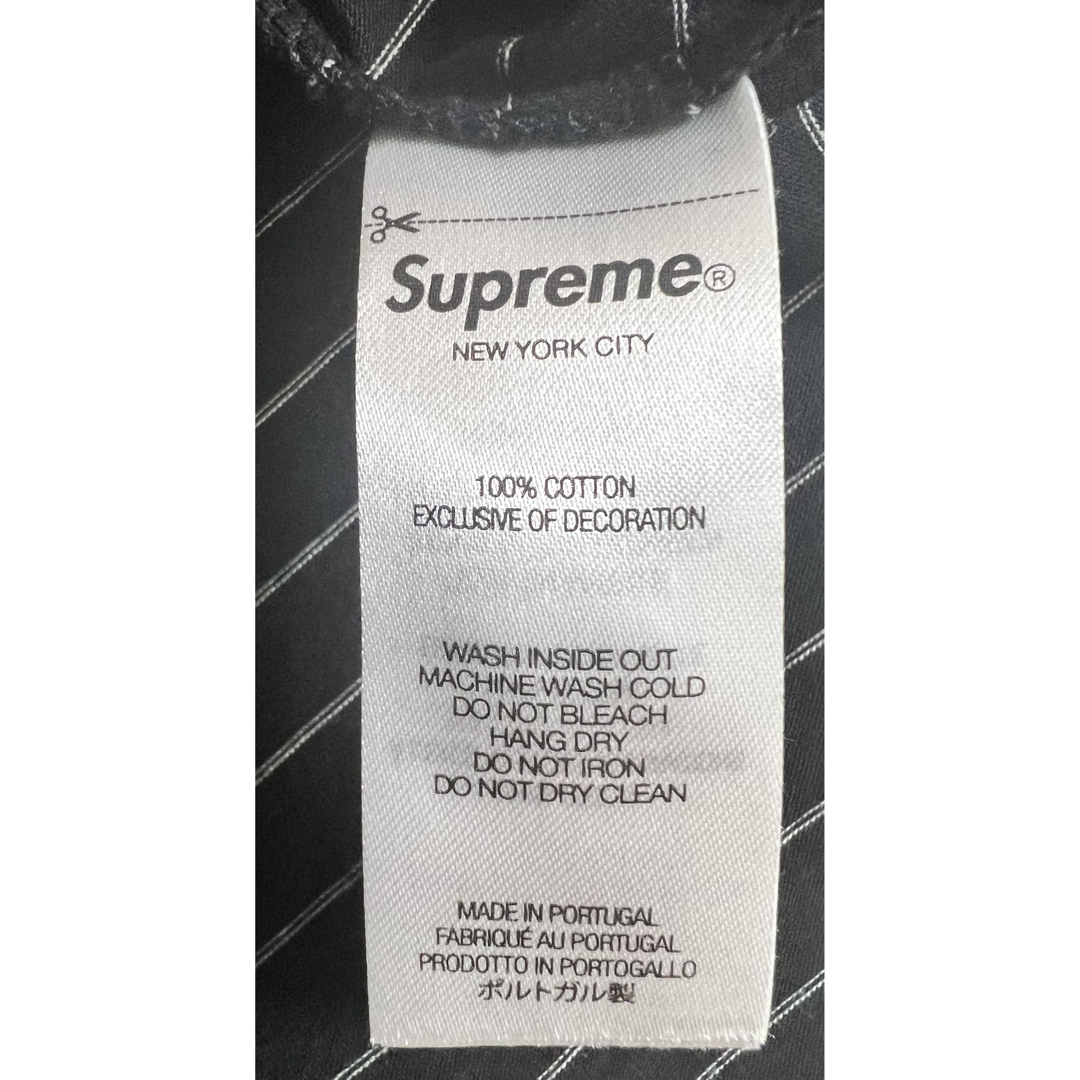 Supreme®
NEW YORK CITY
100% COTTON
EXCLUSIVE OF DECORATION
WASH INSIDE OUT
MACHINE WASH COLD
DO NOT BLEACH
HANG DRY
DO NOT IRON
DO NOT DRY CLEAN
MADE IN PORTUGAL
FABRIQUÉ AU PORTUGAL
PRODOTTO IN PORTOGALLO
ポルトガル製